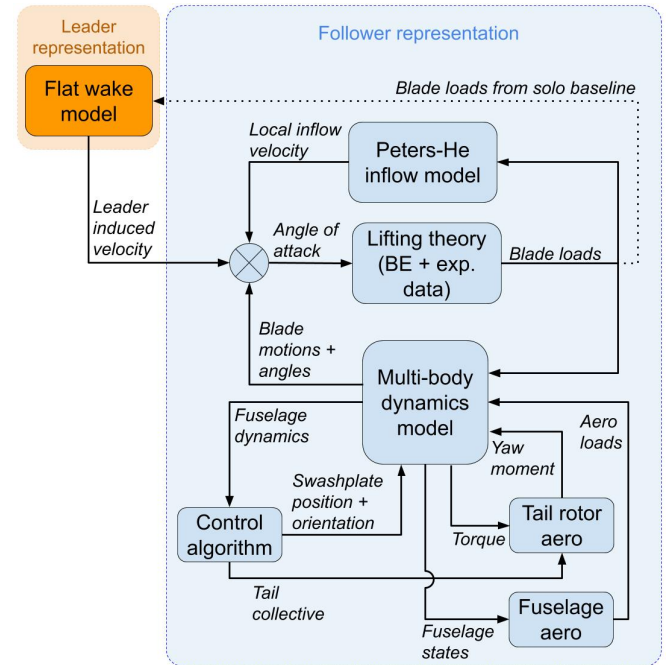 Leader
representation
Flat wake
model
Leader
induced
velocity
Follower representation
Blade loads from solo baseline
Local inflow
velocity
Peters-He
inflow model
Angle of
attack
Lifting theory
(BE + exp.
data)
Blade loads
Blade
motions +
angles
Multi-body
dynamics
model
Fuselage
dynamics
Aero
loads
Yaw
moment
Swashplate
position +
orientation
Control
algorithm
Torque
Tail rotor
aero
Tail
collective
Fuselage
states
Fuselage
aero